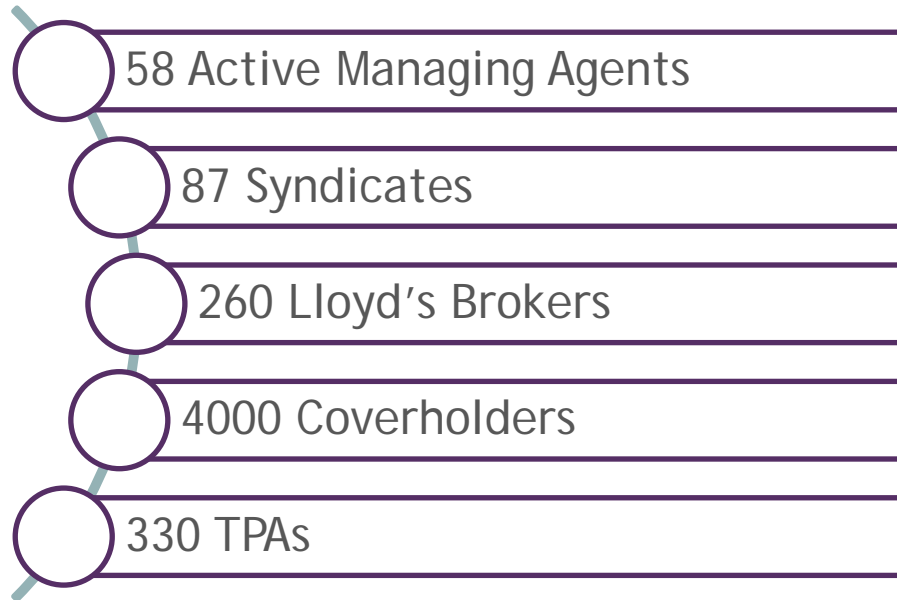 58 Active Managing Agents
87 Syndicates
260 Lloyd’s Brokers
4000 Coverholders
330 TPAs